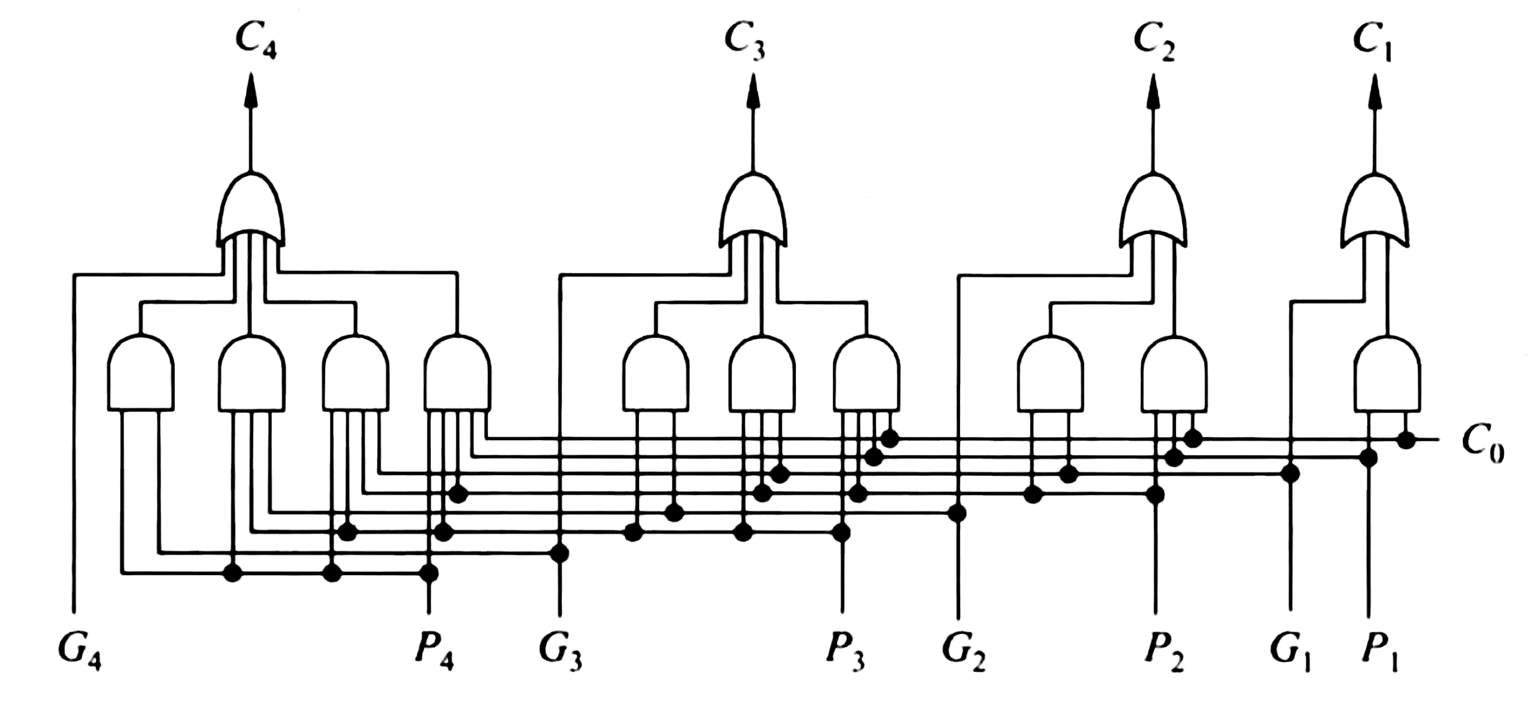 C₄ C₃ C₂ C₁
C₀
G₄ P₄ G₃ P₃ G₂ P₂ G₁ P₁